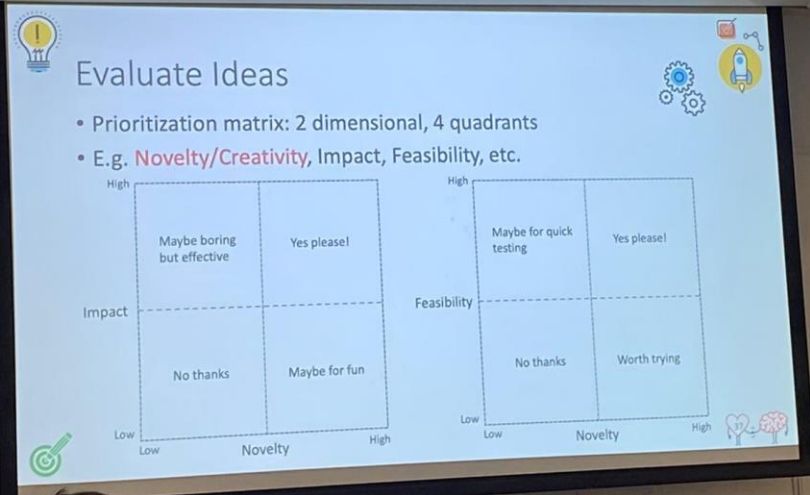 Evaluate Ideas
• Prioritization matrix: 2 dimensional, 4 quadrants
• E.g. Novelty/Creativity, Impact, Feasibility, etc.
High
Maybe boring
but effective
Yes please!
Impact
No thanks
Maybe for fun
Low
Low
Novelty
High
High
Maybe for quick
testing
Yes please!
Feasibility
No thanks
Worth trying
Low
Low
Novelty
High
37